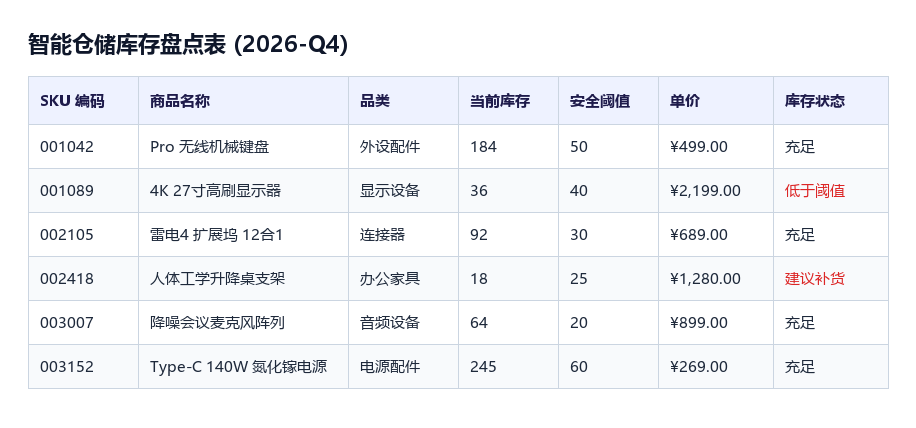 智能仓储库存盘点表 (2026-Q4)
SKU 编码 商品名称 品类 当前库存 安全阈值 单价 库存状态
001042 Pro 无线机械键盘 外设配件 184 50 ¥499.00 充足
001089 4K 27寸高刷显示器 显示设备 36 40 ¥2,199.00 低于阈值
002105 雷电4 扩展坞 12合1 连接器 92 30 ¥689.00 充足
002418 人体工学升降桌支架 办公家具 18 25 ¥1,280.00 建议补货
003007 降噪会议麦克风阵列 音频设备 64 20 ¥899.00 充足
003152 Type-C 140W 氮化镓电源 电源配件 245 60 ¥269.00 充足